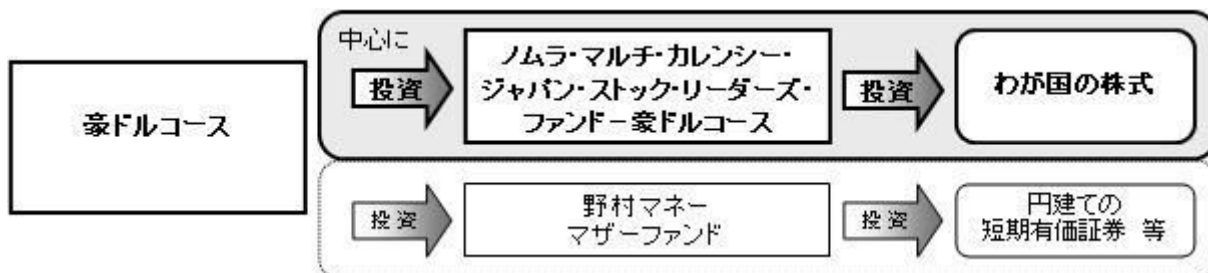 豪ドルコース
中心に
投資
ノムラ・マルチ・カレンシー・
ジャパン・ストック・リーダーズ・
ファンド－豪ドルコース
投資
わが国の株式
投資
野村マネー
マザーファンド
投資
円建ての
短期有価証券 等